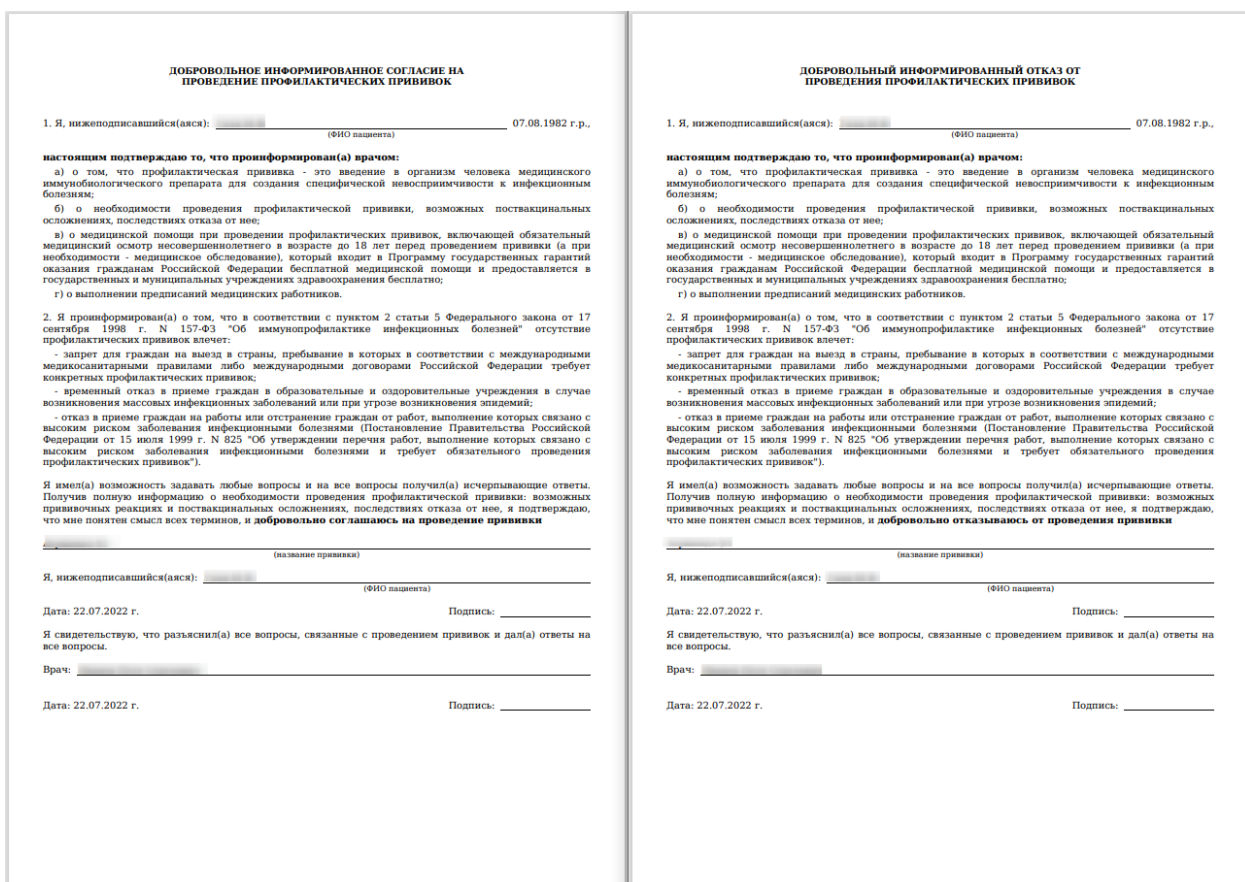 ДОБРОВОЛЬНОЕ ИНФОРМИРОВАННОЕ СОГЛАСИЕ НА
ПРОВЕДЕНИЕ ПРОФИЛАКТИЧЕСКИХ ПРИВИВОК
1. Я, нижеподписавшийся(аяся): 07.08.1982 г.р.,
(ФИО пациента)
настоящим подтверждаю то, что проинформирован(а) врачом:
а) о том, что профилактическая прививка - это введение в организм человека медицинского
иммунобиологического препарата для создания специфической невосприимчивости к инфекционным
болезням;
б) о необходимости проведения профилактической прививки, возможных поствакцинальных
осложнениях, последствиях отказа от нее;
в) о медицинской помощи при проведении профилактических прививок, включающей обязательный
медицинский осмотр несовершеннолетнего в возрасте до 18 лет перед проведением прививки (а при
необходимости - медицинское обследование), который входит в Программу государственных гарантий
оказания гражданам Российской Федерации бесплатной медицинской помощи и предоставляется в
государственных и муниципальных учреждениях здравоохранения бесплатно;
г) о выполнении предписаний медицинских работников.
2. Я проинформирован(а) о том, что в соответствии с пунктом 2 статьи 5 Федерального закона от 17
сентября 1998 г. N 157-ФЗ "Об иммунопрофилактике инфекционных болезней" отсутствие
профилактических прививок влечет:
- запрет для граждан на выезд в страны, пребывание в которых в соответствии с международными
медикосанитарными правилами либо международными договорами Российской Федерации требует
конкретных профилактических прививок;
- временный отказ в приеме граждан в образовательные и оздоровительные учреждения в случае
возникновения массовых инфекционных заболеваний или при угрозе возникновения эпидемий;
- отказ в приеме граждан на работы или отстранение граждан от работ, выполнение которых связано с
высоким риском заболевания инфекционными болезнями (Постановление Правительства Российской
Федерации от 15 июля 1999 г. N 825 "Об утверждении перечня работ, выполнение которых связано с
высоким риском заболевания инфекционными болезнями и требует обязательного проведения
профилактических прививок").
Я имел(а) возможность задавать любые вопросы и на все вопросы получил(а) исчерпывающие ответы.
Получив полную информацию о необходимости проведения профилактической прививки: возможных
прививочных реакциях и поствакцинальных осложнениях, последствиях отказа от нее, я подтверждаю,
что мне понятен смысл всех терминов, и добровольно соглашаюсь на проведение прививки
(название прививки)
Я, нижеподписавшийся(аяся):
(ФИО пациента)
Дата: 22.07.2022 г. Подпись:
Я свидетельствую, что разъяснил(а) все вопросы, связанные с проведением прививок и дал(а) ответы на
все вопросы.
Врач:
Дата: 22.07.2022 г. Подпись:
ДОБРОВОЛЬНЫЙ ИНФОРМИРОВАННЫЙ ОТКАЗ ОТ
ПРОВЕДЕНИЯ ПРОФИЛАКТИЧЕСКИХ ПРИВИВОК
1. Я, нижеподписавшийся(аяся): 07.08.1982 г.р.,
(ФИО пациента)
настоящим подтверждаю то, что проинформирован(а) врачом:
а) о том, что профилактическая прививка - это введение в организм человека медицинского
иммунобиологического препарата для создания специфической невосприимчивости к инфекционным
болезням;
б) о необходимости проведения профилактической прививки, возможных поствакцинальных
осложнениях, последствиях отказа от нее;
в) о медицинской помощи при проведении профилактических прививок, включающей обязательный
медицинский осмотр несовершеннолетнего в возрасте до 18 лет перед проведением прививки (а при
необходимости - медицинское обследование), который входит в Программу государственных гарантий
оказания гражданам Российской Федерации бесплатной медицинской помощи и предоставляется в
государственных и муниципальных учреждениях здравоохранения бесплатно;
г) о выполнении предписаний медицинских работников.
2. Я проинформирован(а) о том, что в соответствии с пунктом 2 статьи 5 Федерального закона от 17
сентября 1998 г. N 157-ФЗ "Об иммунопрофилактике инфекционных болезней" отсутствие
профилактических прививок влечет:
- запрет для граждан на выезд в страны, пребывание в которых в соответствии с международными
медикосанитарными правилами либо международными договорами Российской Федерации требует
конкретных профилактических прививок;
- временный отказ в приеме граждан в образовательные и оздоровительные учреждения в случае
возникновения массовых инфекционных заболеваний или при угрозе возникновения эпидемий;
- отказ в приеме граждан на работы или отстранение граждан от работ, выполнение которых связано с
высоким риском заболевания инфекционными болезнями (Постановление Правительства Российской
Федерации от 15 июля 1999 г. N 825 "Об утверждении перечня работ, выполнение которых связано с
высоким риском заболевания инфекционными болезнями и требует обязательного проведения
профилактических прививок").
Я имел(а) возможность задавать любые вопросы и на все вопросы получил(а) исчерпывающие ответы.
Получив полную информацию о необходимости проведения профилактической прививки: возможных
прививочных реакциях и поствакцинальных осложнениях, последствиях отказа от нее, я подтверждаю,
что мне понятен смысл всех терминов, и добровольно отказываюсь от проведения прививки
(название прививки)
Я, нижеподписавшийся(аяся):
(ФИО пациента)
Дата: 22.07.2022 г. Подпись:
Я свидетельствую, что разъяснил(а) все вопросы, связанные с проведением прививок и дал(а) ответы на
все вопросы.
Врач:
Дата: 22.07.2022 г. Подпись: